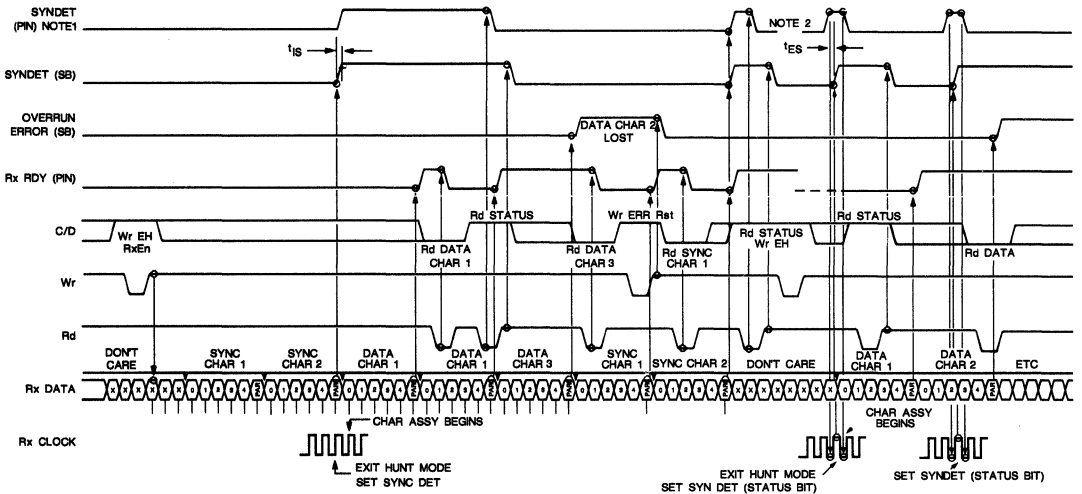 SYNDET
(PIN) NOTE1
NOTE 2
tIS
tES
SYNDET (SB)
OVERRUN
ERROR (SB)
DATA CHAR 2
LOST
Rx RDY (PIN)
C/D
Wr EH
RxEn
Rd DATA
CHAR 1
Rd STATUS
Rd DATA
CHAR 3
Wr ERR Rst
Rd SYNC
CHAR 1
Rd STATUS
Wr EH
Rd STATUS
Rd DATA
Wr
Rd
DON'T
CARE
SYNC
CHAR 1
SYNC
CHAR 2
DATA
CHAR 1
DATA
CHAR 1
DATA
CHAR 3
SYNC
CHAR 1
SYNC CHAR 2
DON'T CARE
DATA
CHAR 1
DATA
CHAR 2
ETC
Rx DATA
Rx CLOCK
CHAR ASSY BEGINS
EXIT HUNT MODE
SET SYNC DET
CHAR ASSY
BEGINS
EXIT HUNT MODE
SET SYN DET (STATUS BIT)
SET SYNDET (STATUS BIT)